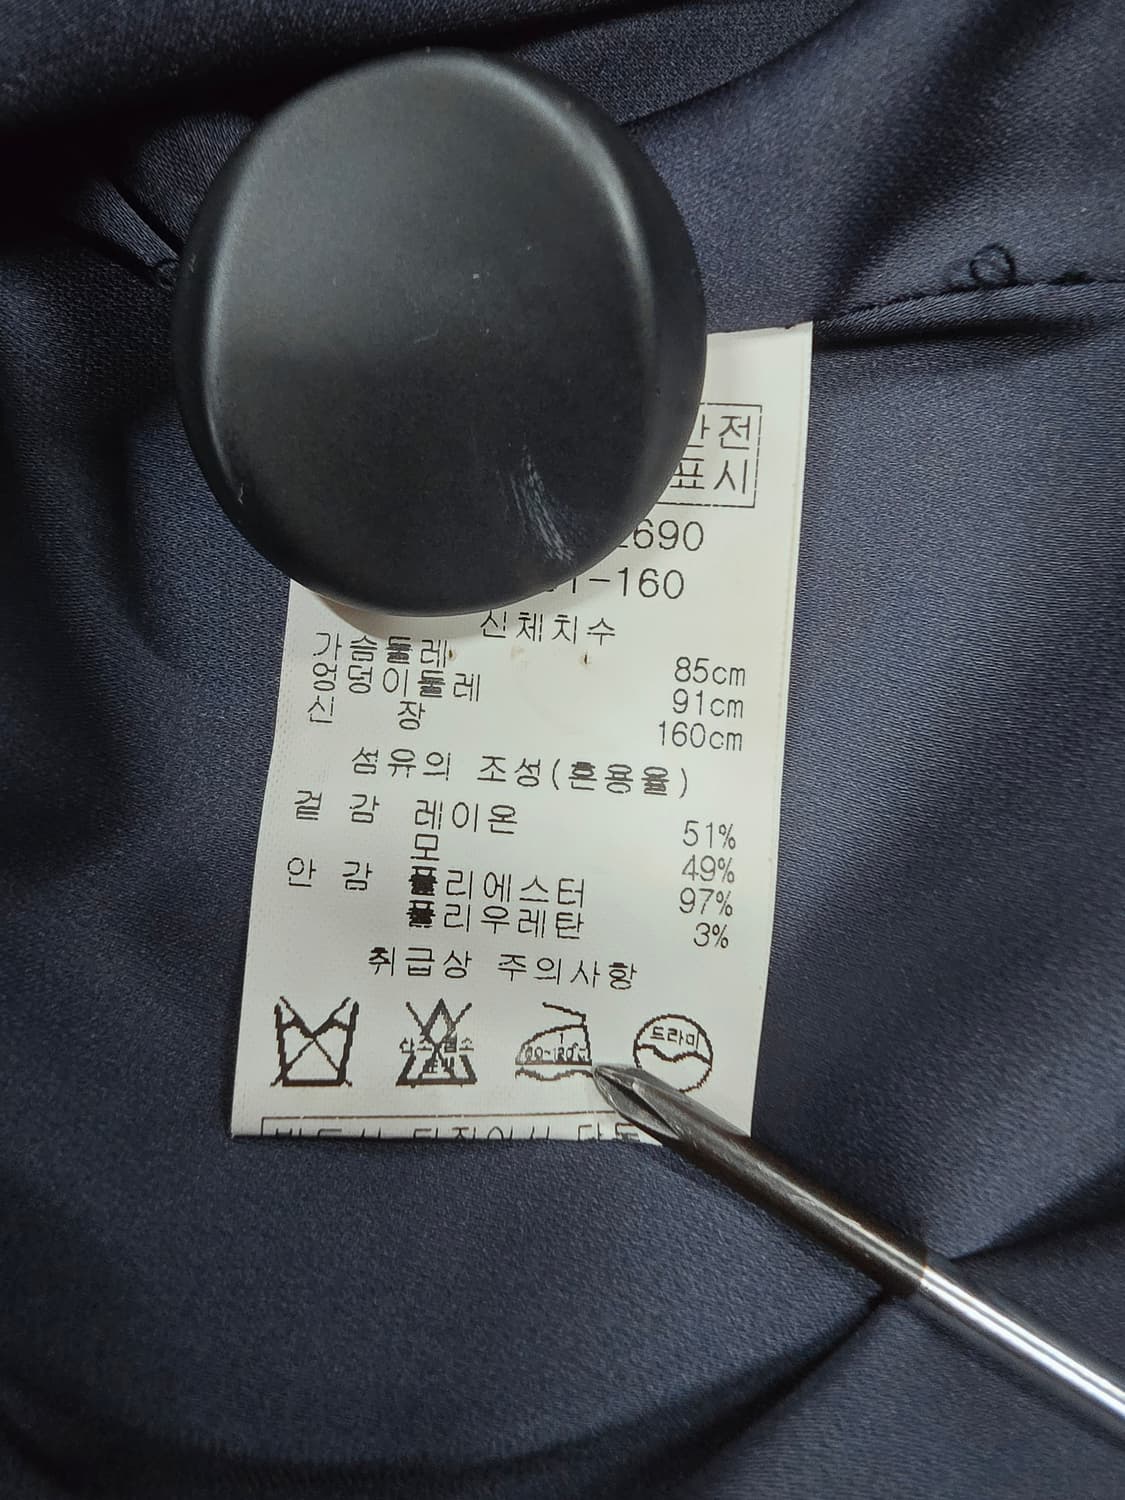 전
표시
690
-160
신체치수
가슴둘레 85cm
엉덩이둘레 91cm
신 장 160cm
섬유의 조성(혼용율)
겉 감 레이온 51%
모 49%
안 감 폴리에스터 97%
폴리우레탄 3%
취급상 주의사항
드라이